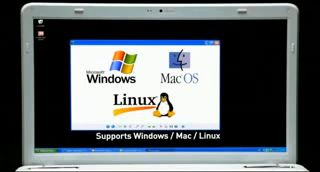 Microsoft
Windows
Mac OS
Linux
Supports Windows / Mac / Linux